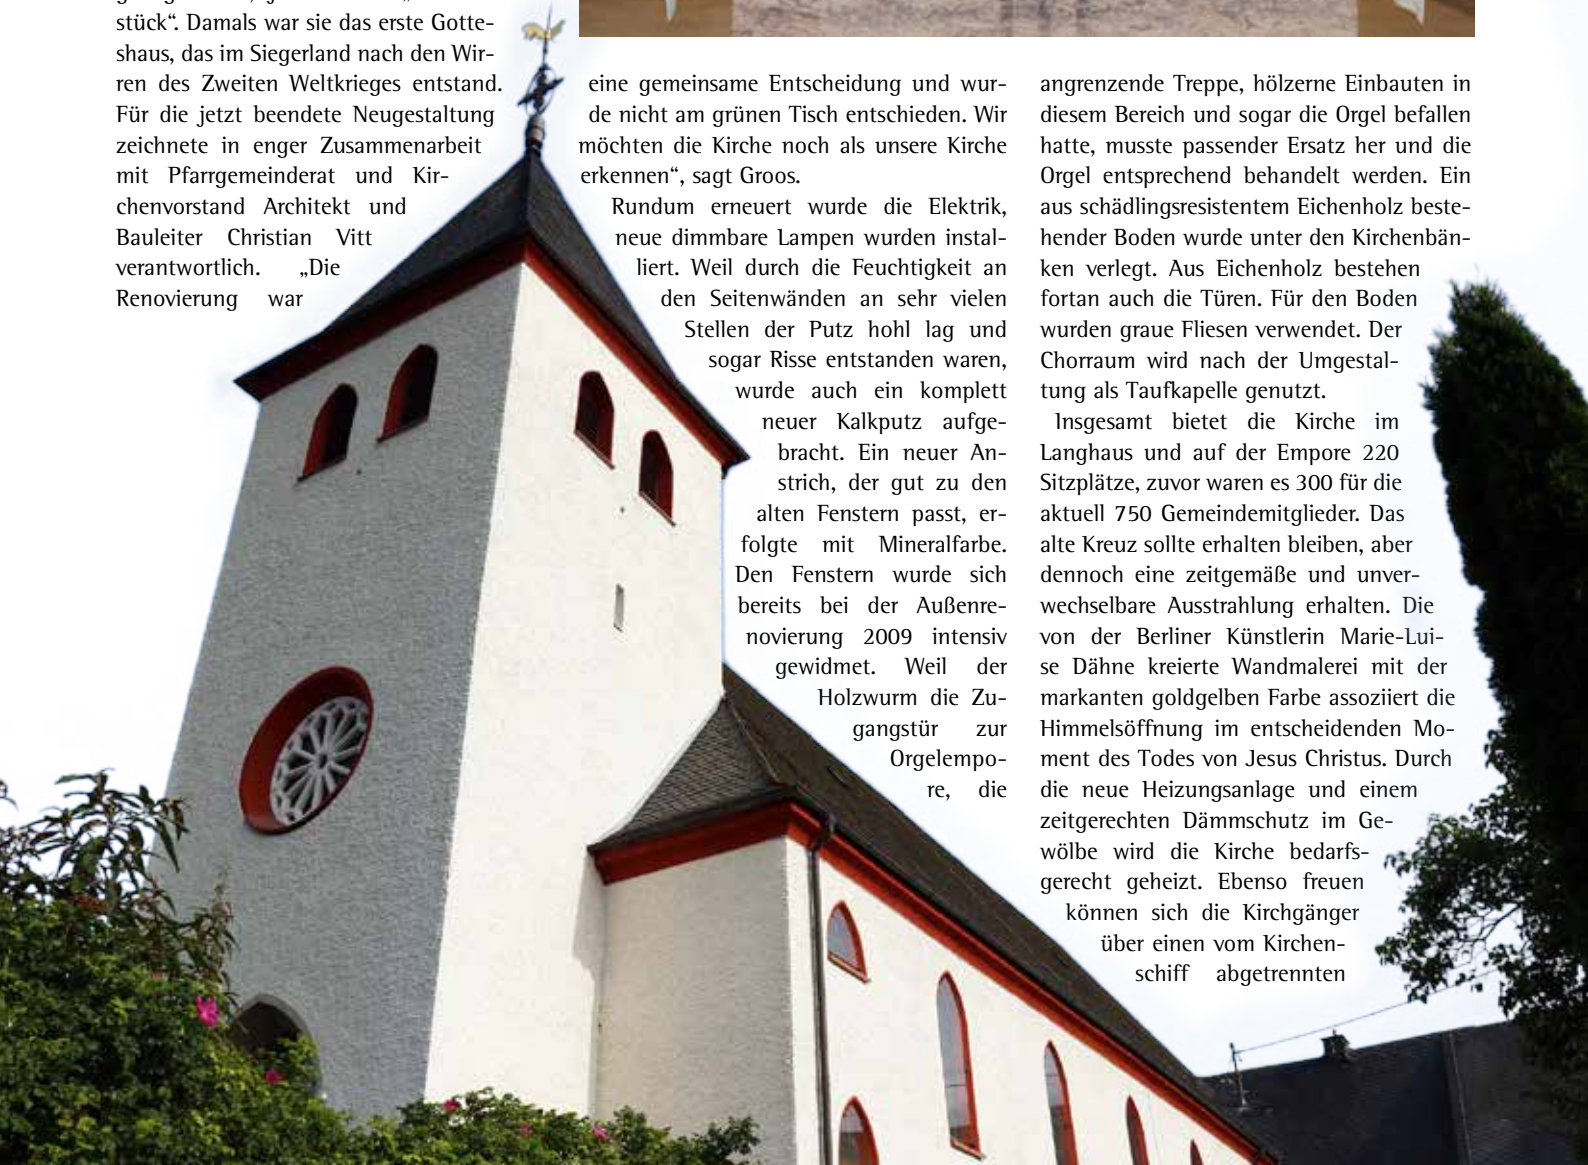 stück“. Damals war sie das erste Gotte-
shaus, das im Siegerland nach den Wir-
ren des Zweiten Weltkrieges entstand.
Für die jetzt beendete Neugestaltung
zeichnete in enger Zusammenarbeit
mit Pfarrgemeinderat und Kir-
chenvorstand Architekt und
Bauleiter Christian Vitt
verantwortlich. „Die
Renovierung war
eine gemeinsame Entscheidung und wur-
de nicht am grünen Tisch entschieden. Wir
möchten die Kirche noch als unsere Kirche
erkennen“, sagt Groos.
Rundum erneuert wurde die Elektrik,
neue dimmbare Lampen wurden instal-
liert. Weil durch die Feuchtigkeit an
den Seitenwänden an sehr vielen
Stellen der Putz hohl lag und
sogar Risse entstanden waren,
wurde auch ein komplett
neuer Kalkputz aufge-
bracht. Ein neuer An-
strich, der gut zu den
alten Fenstern passt, er-
folgte mit Mineralfarbe.
Den Fenstern wurde sich
bereits bei der Außenre-
novierung 2009 intensiv
gewidmet. Weil der
Holzwurm die Zu-
gangstür zur
Orgelempo-
re, die
angrenzende Treppe, hölzerne Einbauten in
diesem Bereich und sogar die Orgel befallen
hatte, musste passender Ersatz her und die
Orgel entsprechend behandelt werden. Ein
aus schädlingsresistentem Eichenholz beste-
hender Boden wurde unter den Kirchenbän-
ken verlegt. Aus Eichenholz bestehen
fortan auch die Türen. Für den Boden
wurden graue Fliesen verwendet. Der
Chorraum wird nach der Umgestal-
tung als Taufkapelle genutzt.
Insgesamt bietet die Kirche im
Langhaus und auf der Empore 220
Sitzplätze, zuvor waren es 300 für die
aktuell 750 Gemeindemitglieder. Das
alte Kreuz sollte erhalten bleiben, aber
dennoch eine zeitgemäße und unver-
wechselbare Ausstrahlung erhalten. Die
von der Berliner Künstlerin Marie-Lui-
se Dähne kreierte Wandmalerei mit der
markanten goldgelben Farbe assoziiert die
Himmelsöffnung im entscheidenden Mo-
ment des Todes von Jesus Christus. Durch
die neue Heizungsanlage und einem
zeitgerechten Dämmschutz im Ge-
wölbe wird die Kirche bedarfs-
gerecht geheizt. Ebenso freuen
können sich die Kirchgänger
über einen vom Kirchen-
schiff abgetrennten